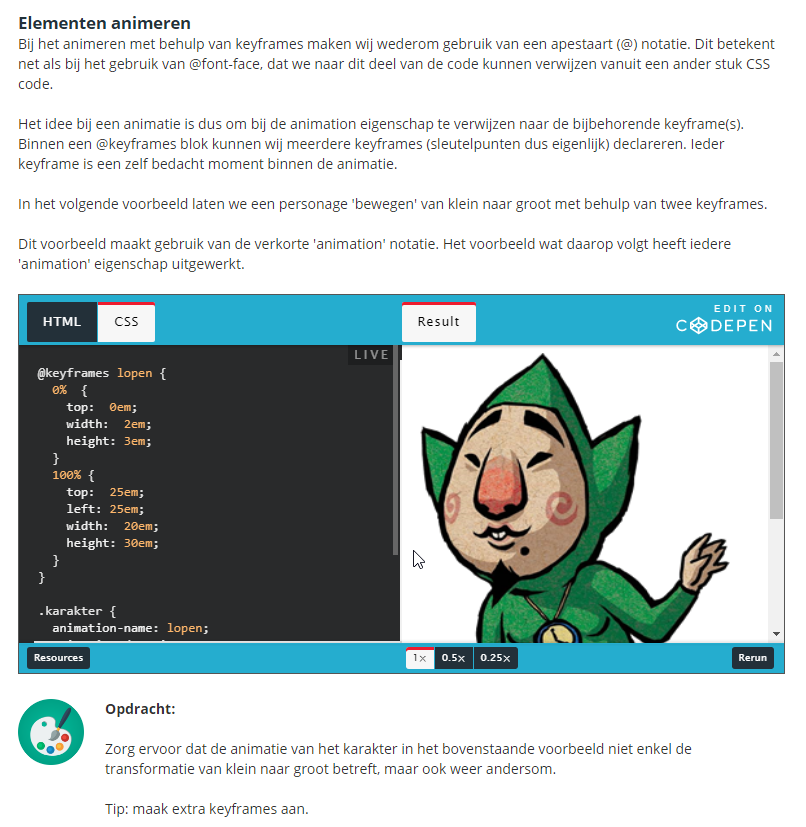 Elementen animeren
Bij het animeren met behulp van keyframes maken wij wederom gebruik van een apestaart (@) notatie. Dit betekent
net als bij het gebruik van @font-face, dat we naar dit deel van de code kunnen verwijzen vanuit een ander stuk CSS
code.
Het idee bij een animatie is dus om bij de animation eigenschap te verwijzen naar de bijbehorende keyframe(s).
Binnen een @keyframes blok kunnen wij meerdere keyframes (sleutelpunten dus eigenlijk) declareren. Ieder
keyframe is een zelf bedacht moment binnen de animatie.
In het volgende voorbeeld laten we een personage 'bewegen' van klein naar groot met behulp van twee keyframes.
Dit voorbeeld maakt gebruik van de verkorte 'animation' notatie. Het voorbeeld wat daarop volgt heeft iedere
'animation' eigenschap uitgewerkt.
HTML
CSS
Result
EDIT ON
CODEPEN
LIVE
@keyframes lopen {
0% {
top: 0em;
width: 2em;
height: 3em;
}
100% {
top: 25em;
left: 25em;
width: 20em;
height: 30em;
}
}
.karakter {
animation-name: lopen;
Resources
1x
0.5x
0.25x
Rerun
Opdracht:
Zorg ervoor dat de animatie van het karakter in het bovenstaande voorbeeld niet enkel de
transformatie van klein naar groot betreft, maar ook weer andersom.
Tip: maak extra keyframes aan.